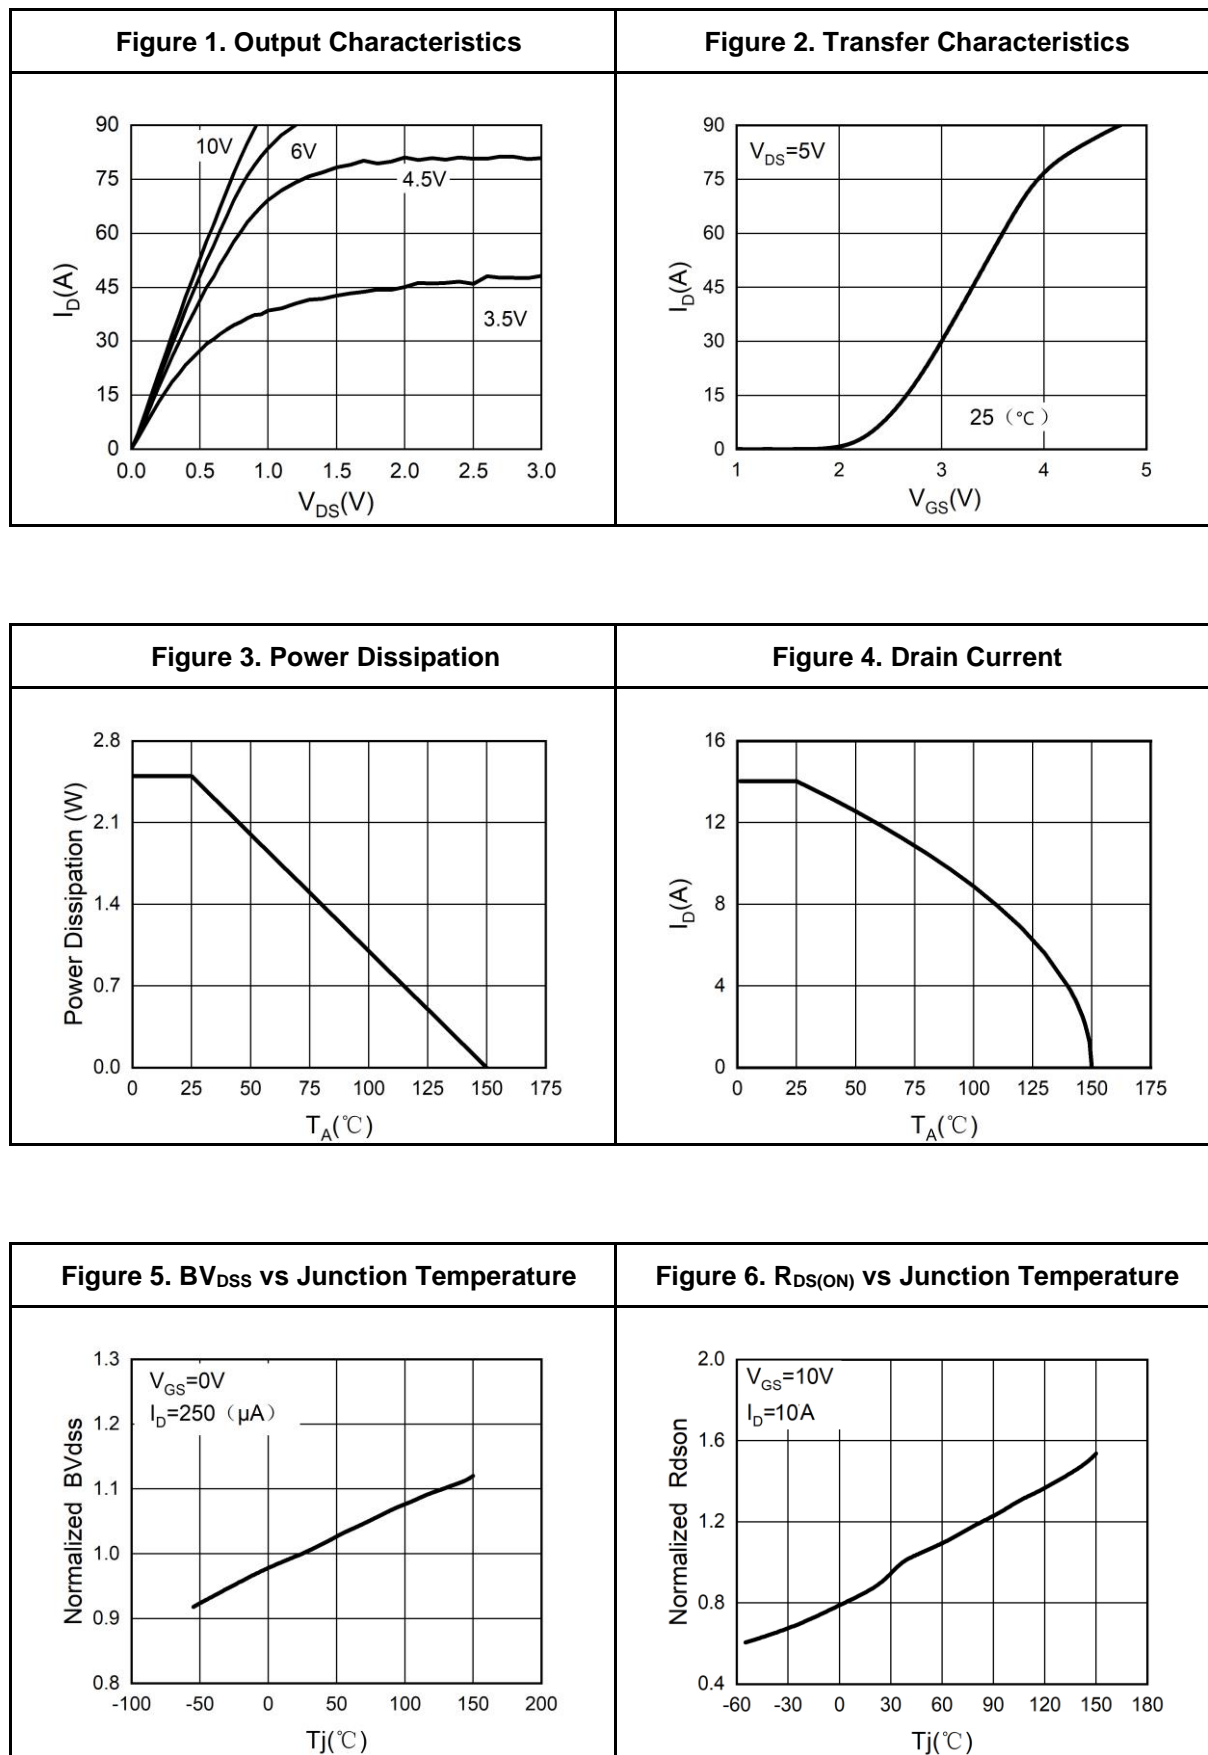 Figure 1. Output Characteristics
Figure 2. Transfer Characteristics
90
75
60
45
30
15
0
I_D(A)
10V
6V
4.5V
3.5V
0.0 0.5 1.0 1.5 2.0 2.5 3.0
V_DS(V)
90
75
60
45
30
15
0
I_D(A)
V_DS=5V
25（℃）
1 2 3 4 5
V_GS(V)
Figure 3. Power Dissipation
Figure 4. Drain Current
2.8
2.1
1.4
0.7
0.0
Power Dissipation (W)
0 25 50 75 100 125 150 175
T_A(℃)
16
12
8
4
0
I_D(A)
0 25 50 75 100 125 150 175
T_A(℃)
Figure 5. BV_DSS vs Junction Temperature
Figure 6. R_DS(ON) vs Junction Temperature
1.3
1.2
1.1
1.0
0.9
0.8
Normalized BVdss
V_GS=0V
I_D=250（μA）
-100 -50 0 50 100 150 200
Tj(℃)
2.0
1.6
1.2
0.8
0.4
Normalized Rdson
V_GS=10V
I_D=10A
-60 -30 0 30 60 90 120 150 180
Tj(℃)